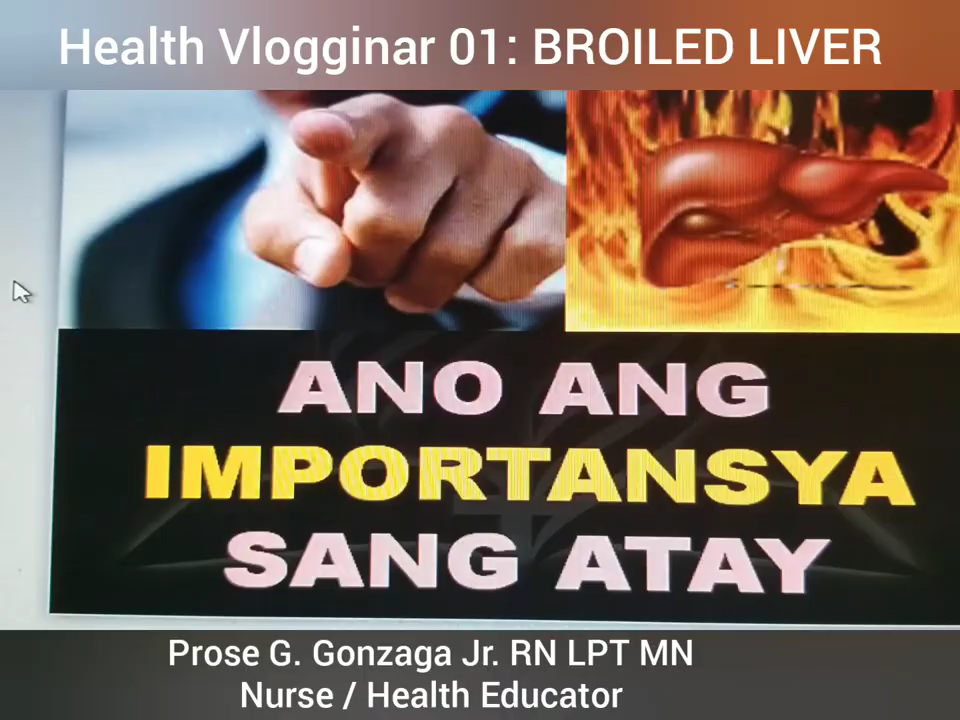 Health Vlogginar 01: BROILED LIVER
ANO ANG
IMPORTANSYA
SANG ATAY
Prose G. Gonzaga Jr. RN LPT MN
Nurse / Health Educator